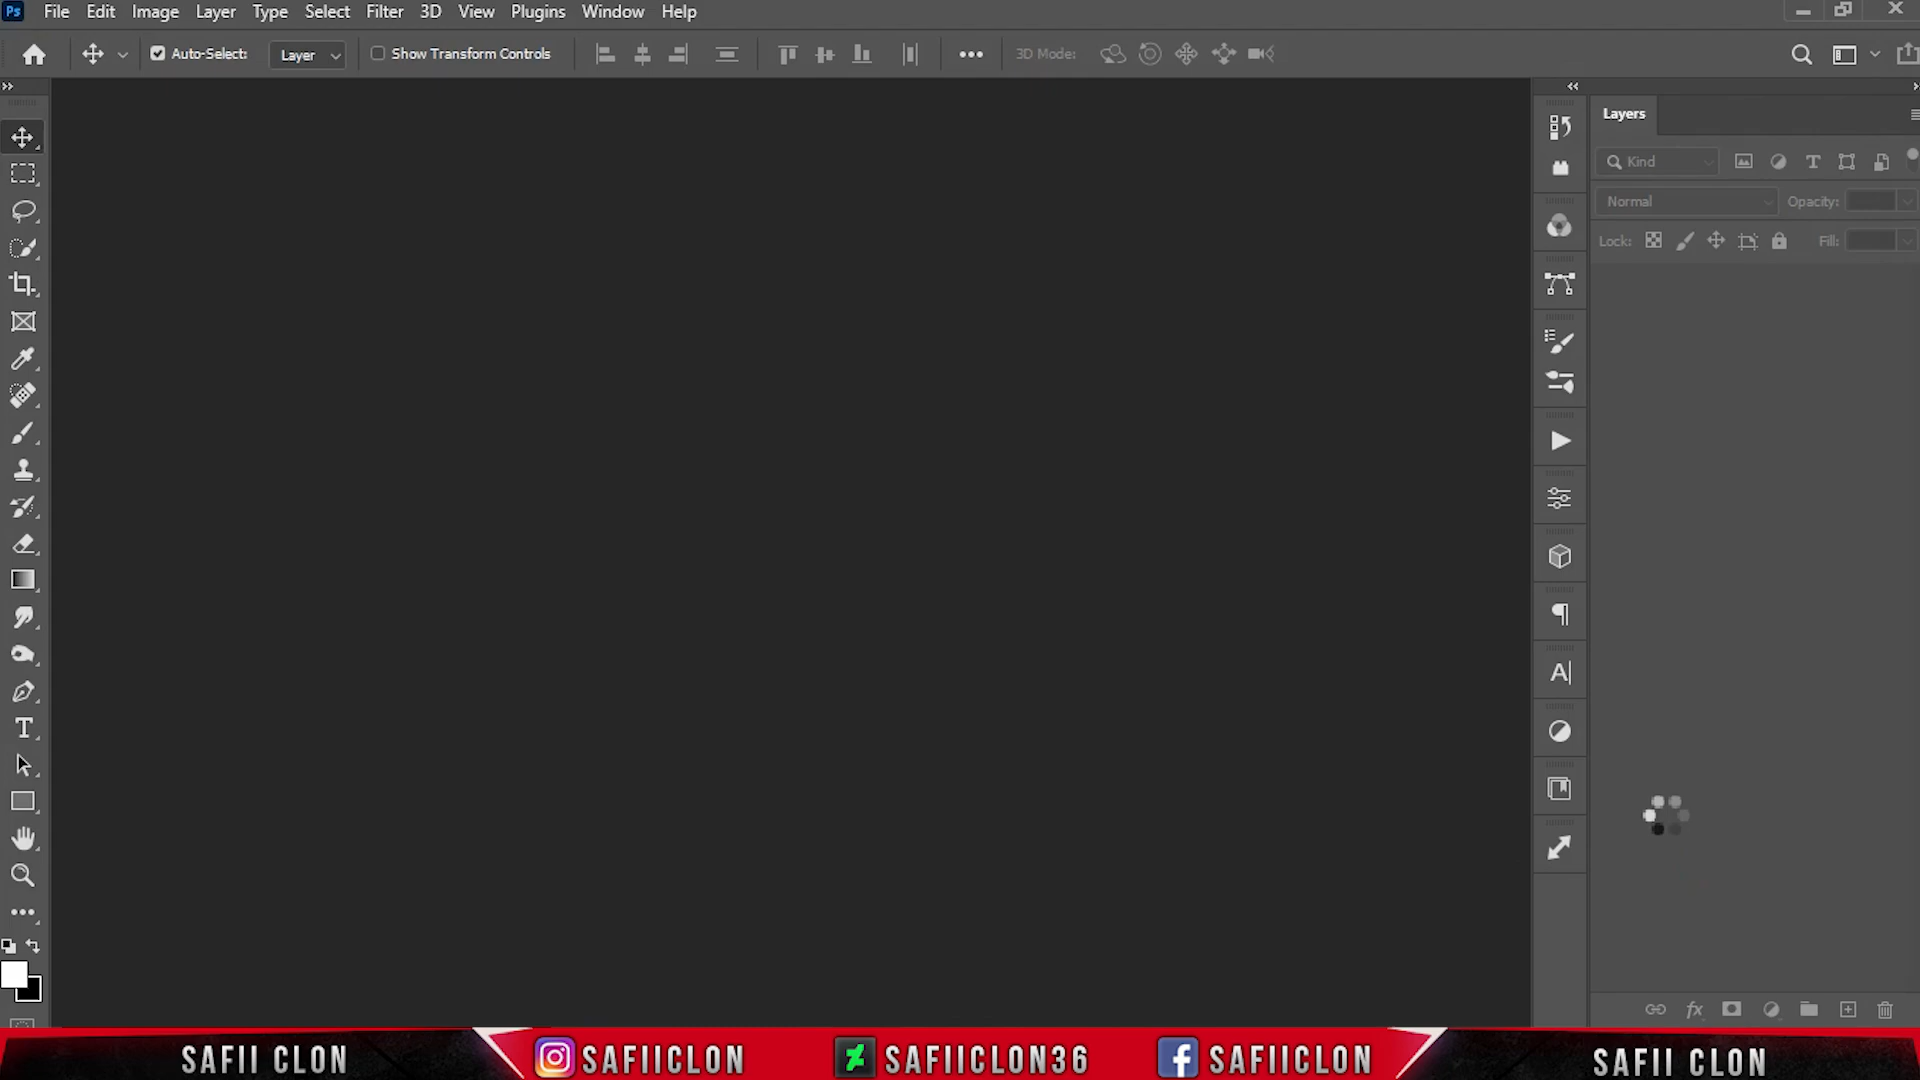 Ps File Edit Image Layer Type Select Filter 3D View Plugins Window Help
Auto-Select: Layer Show Transform Controls 3D Mode:
Layers
Kind
Normal Opacity:
Lock: Fill:
SAFII CLON SAFIICLON SAFIICLON36 SAFIICLON SAFII CLON